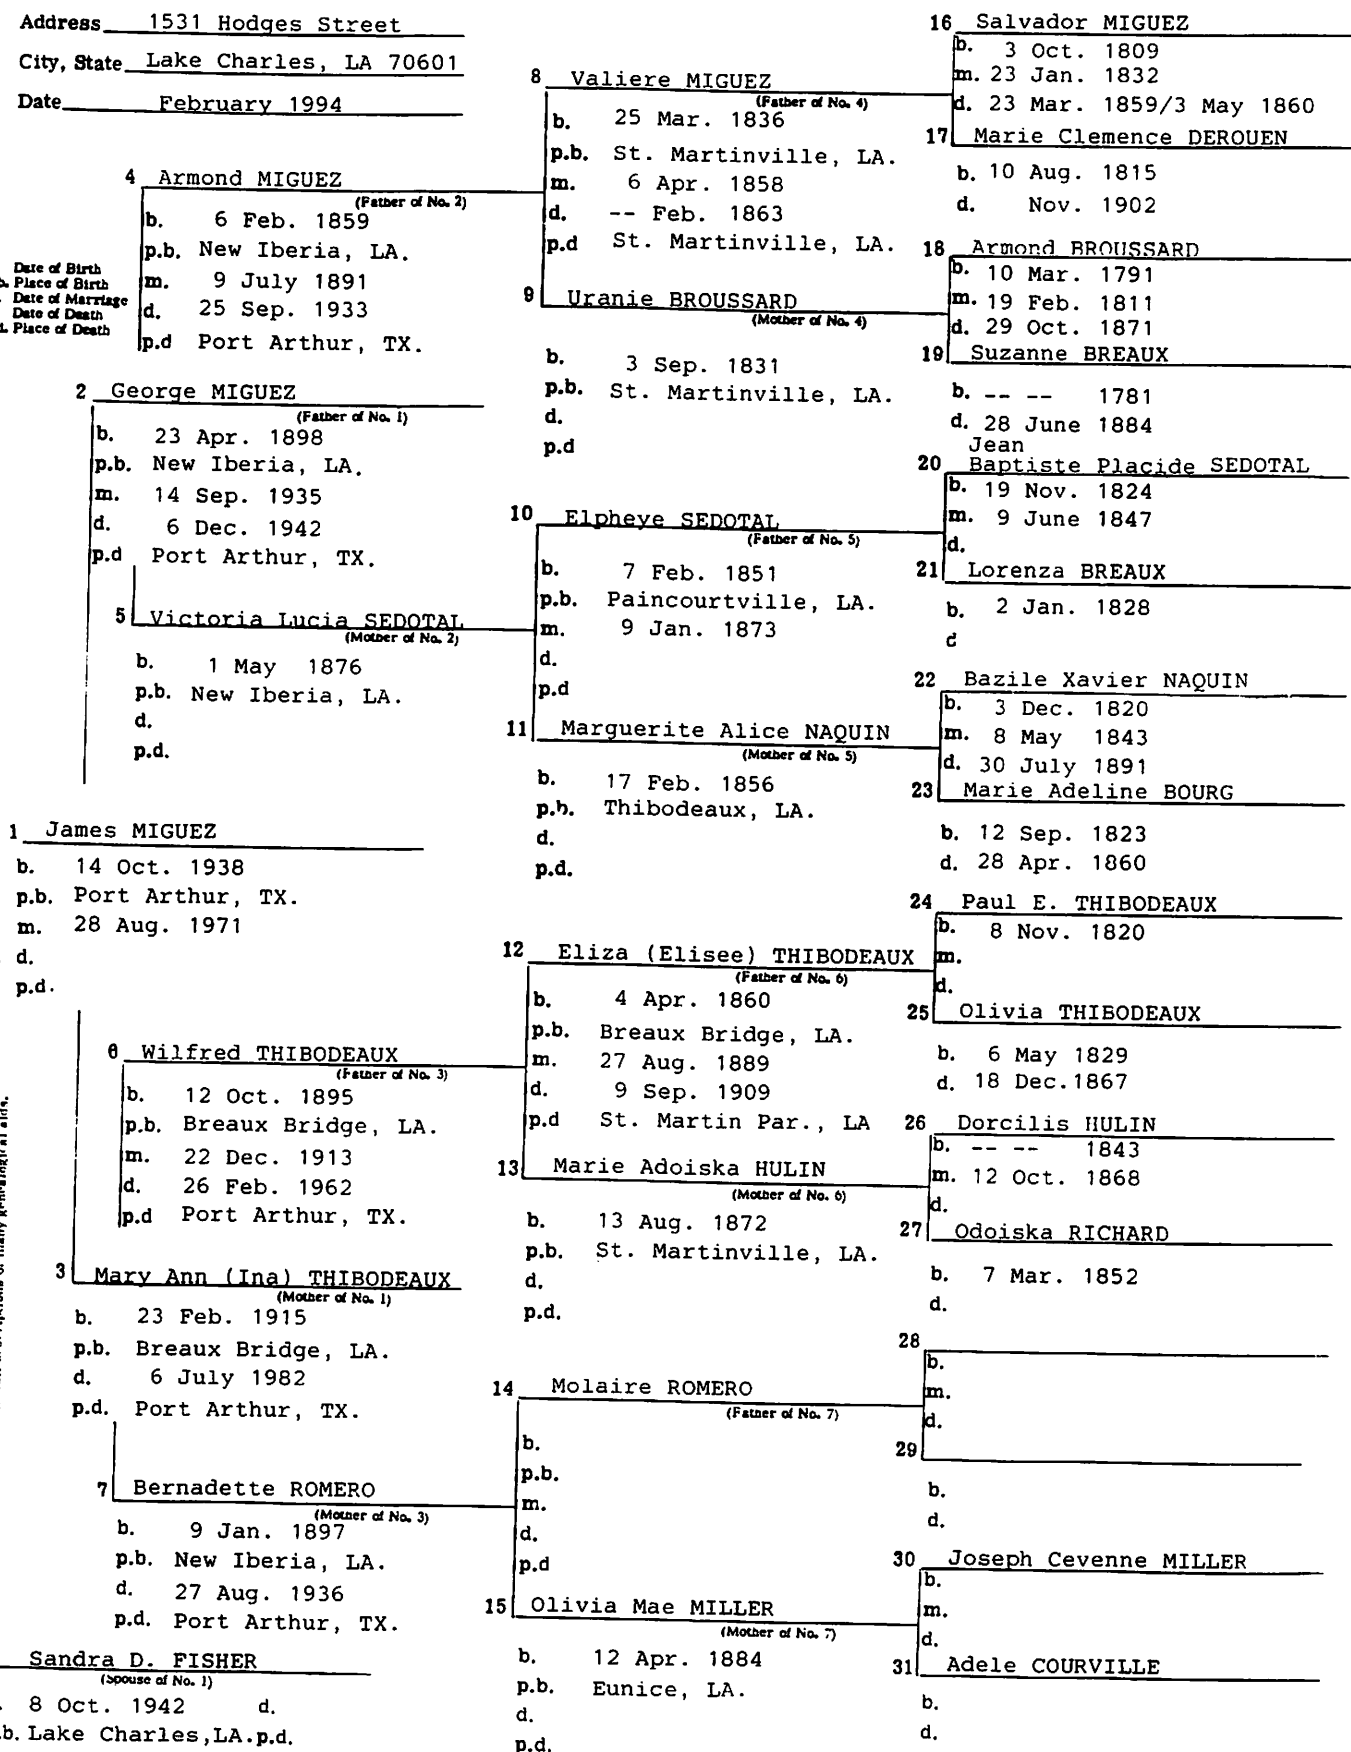 Address 1531 Hodges Street
City, State Lake Charles, LA 70601
Date February 1994
Date of Birth
Place of Birth
Date of Marriage
Date of Death
Place of Death
1 James MIGUEZ
b. 14 Oct. 1938
p.b. Port Arthur, TX.
m. 28 Aug. 1971
d.
p.d.
Sandra D. FISHER
(Spouse of No. 1)
8 Oct. 1942 d.
b. Lake Charles, LA. p.d.
2 George MIGUEZ
(Father of No. 1)
b. 23 Apr. 1898
p.b. New Iberia, LA.
m. 14 Sep. 1935
d. 6 Dec. 1942
p.d Port Arthur, TX.
3 Mary Ann (Ina) THIBODEAUX
(Mother of No. 1)
b. 23 Feb. 1915
p.b. Breaux Bridge, LA.
d. 6 July 1982
p.d. Port Arthur, TX.
4 Armond MIGUEZ
(Father of No. 2)
b. 6 Feb. 1859
p.b. New Iberia, LA.
m. 9 July 1891
d. 25 Sep. 1933
p.d Port Arthur, TX.
5 Victoria Lucia SEDOTAL
(Mother of No. 2)
b. 1 May 1876
p.b. New Iberia, LA.
d.
p.d.
6 Wilfred THIBODEAUX
(Father of No. 3)
b. 12 Oct. 1895
p.b. Breaux Bridge, LA.
m. 22 Dec. 1913
d. 26 Feb. 1962
p.d Port Arthur, TX.
7 Bernadette ROMERO
(Mother of No. 3)
b. 9 Jan. 1897
p.b. New Iberia, LA.
d. 27 Aug. 1936
p.d. Port Arthur, TX.
8 Valiere MIGUEZ
(Father of No. 4)
b. 25 Mar. 1836
p.b. St. Martinville, LA.
m. 6 Apr. 1858
d. -- Feb. 1863
p.d St. Martinville, LA.
9 Uranie BROUSSARD
(Mother of No. 4)
b. 3 Sep. 1831
p.b. St. Martinville, LA.
d.
p.d
10 Elpheye SEDOTAL
(Father of No. 5)
b. 7 Feb. 1851
p.b. Paincourtville, LA.
m. 9 Jan. 1873
d.
p.d
11 Marguerite Alice NAQUIN
(Mother of No. 5)
b. 17 Feb. 1856
p.b. Thibodeaux, LA.
d.
p.d.
12 Eliza (Elisee) THIBODEAUX
(Father of No. 6)
b. 4 Apr. 1860
p.b. Breaux Bridge, LA.
m. 27 Aug. 1889
d. 9 Sep. 1909
p.d St. Martin Par., LA
13 Marie Adoiska HULIN
(Mother of No. 6)
b. 13 Aug. 1872
p.b. St. Martinville, LA.
d.
p.d.
14 Molaire ROMERO
(Father of No. 7)
b.
p.b.
m.
d.
p.d
15 Olivia Mae MILLER
(Mother of No. 7)
b. 12 Apr. 1884
p.b. Eunice, LA.
d.
p.d.
16 Salvador MIGUEZ
b. 3 Oct. 1809
m. 23 Jan. 1832
d. 23 Mar. 1859/3 May 1860
17 Marie Clemence DEROUEN
b. 10 Aug. 1815
d. Nov. 1902
18 Armond BROUSSARD
b. 10 Mar. 1791
m. 19 Feb. 1811
d. 29 Oct. 1871
19 Suzanne BREAUX
b. -- -- 1781
d. 28 June 1884
Jean
20 Baptiste Placide SEDOTAL
b. 19 Nov. 1824
m. 9 June 1847
d.
21 Lorenza BREAUX
b. 2 Jan. 1828
d
22 Bazile Xavier NAQUIN
b. 3 Dec. 1820
m. 8 May 1843
d. 30 July 1891
23 Marie Adeline BOURG
b. 12 Sep. 1823
d. 28 Apr. 1860
24 Paul E. THIBODEAUX
b. 8 Nov. 1820
m.
d.
25 Olivia THIBODEAUX
b. 6 May 1829
d. 18 Dec.1867
26 Dorcilis HULIN
b. -- -- 1843
m. 12 Oct. 1868
d.
27 Odoiska RICHARD
b. 7 Mar. 1852
d.
28
b.
m.
d.
29
b.
d.
30 Joseph Cevenne MILLER
b.
m.
d.
31 Adele COURVILLE
b.
d.